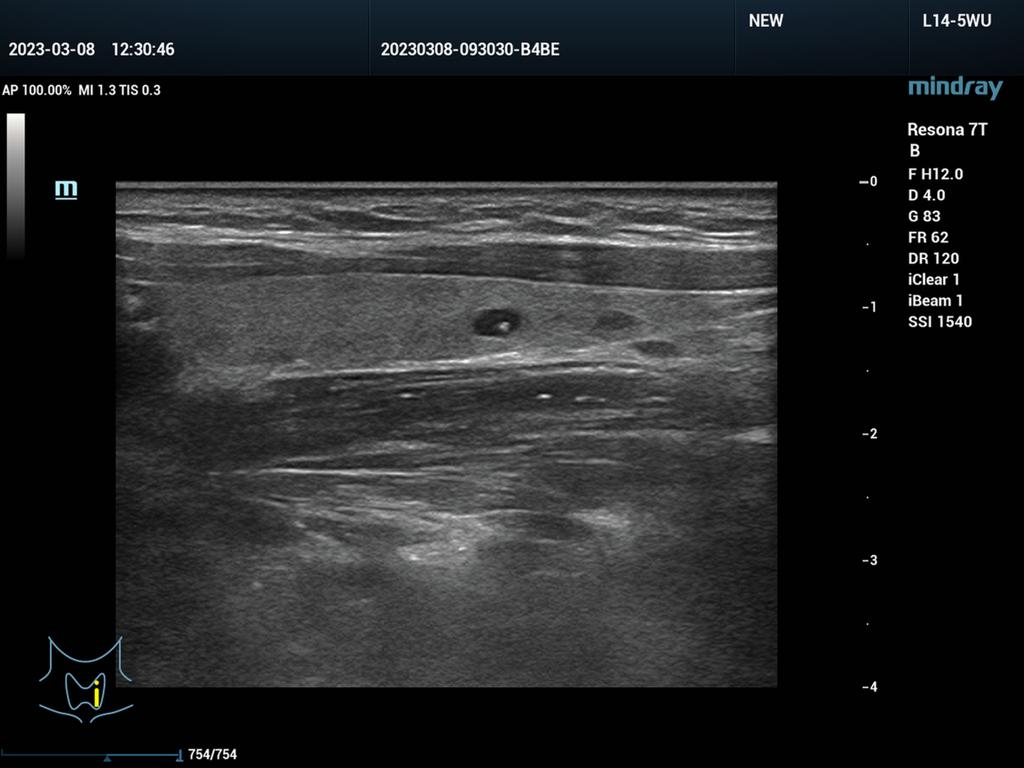 NEW
L14-5WU
2023-03-08 12:30:46
20230308-093030-B4BE
AP 100.00% MI 1.3 TIS 0.3
mindray
m
Resona 7T
B
F H12.0
D 4.0
G 83
FR 62
DR 120
iClear 1
iBeam 1
SSI 1540
0
-1
-2
-3
-4
754/754